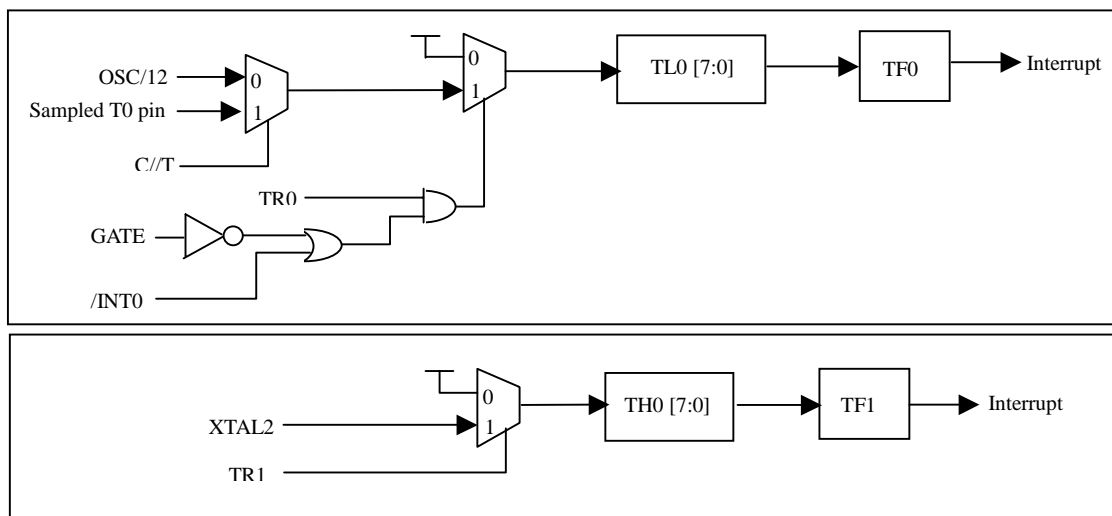 OSC/12
0
Sampled T0 pin
1
C//T
0
1
TL0 [7:0]
TF0
Interrupt
TR0
GATE
/INT0
0
XTAL2
1
TR1
TH0 [7:0]
TF1
Interrupt